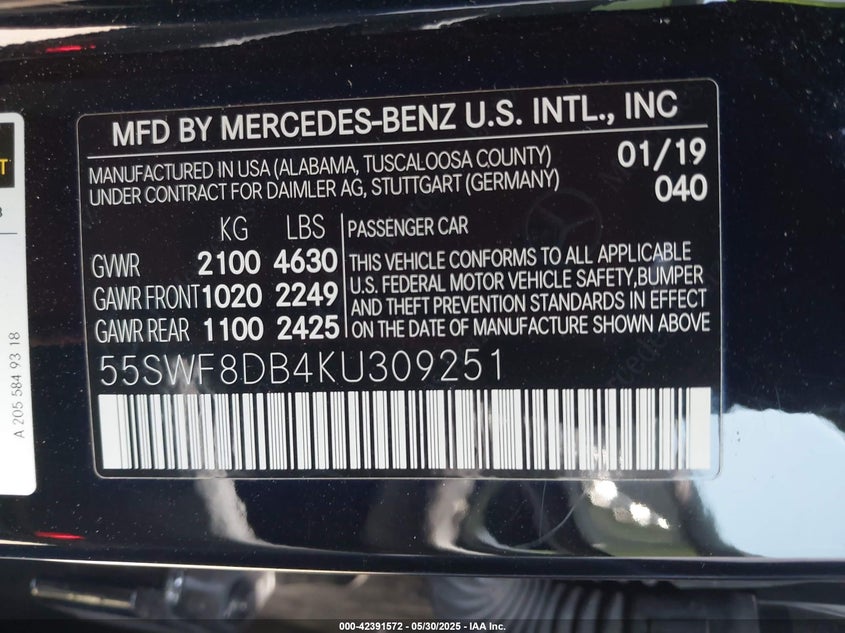 MFD BY MERCEDES-BENZ U.S. INTL., INC
MANUFACTURED IN USA (ALABAMA, TUSCALOOSA COUNTY) 01/19
UNDER CONTRACT FOR DAIMLER AG, STUTTGART (GERMANY) 040
KG LBS PASSENGER CAR
GVWR 2100 4630
GAWR FRONT 1020 2249
GAWR REAR 1100 2425
THIS VEHICLE CONFORMS TO ALL APPLICABLE
U.S. FEDERAL MOTOR VEHICLE SAFETY,BUMPER
AND THEFT PREVENTION STANDARDS IN EFFECT
ON THE DATE OF MANUFACTURE SHOWN ABOVE
55SWF8DB4KU309251
A 205 584 93 18
000-42391572 - 05/30/2025 - IAA Inc.